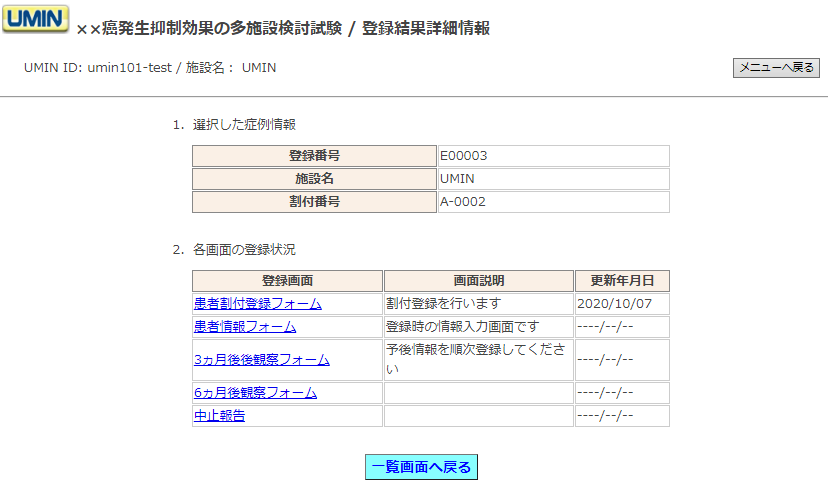 UMIN ××癌発生抑制効果の多施設検討試験 / 登録結果詳細情報
UMIN ID: umin101-test / 施設名： UMIN メニューへ戻る
1. 選択した症例情報
登録番号 E00003
施設名 UMIN
割付番号 A-0002
2. 各画面の登録状況
登録画面 画面説明 更新年月日
患者割付登録フォーム 割付登録を行います 2020/10/07
患者情報フォーム 登録時の情報入力画面です ----/--/--
3ヵ月後後観察フォーム 予後情報を順次登録してくださ
い ----/--/--
6ヵ月後観察フォーム ----/--/--
中止報告 ----/--/--
一覧画面へ戻る